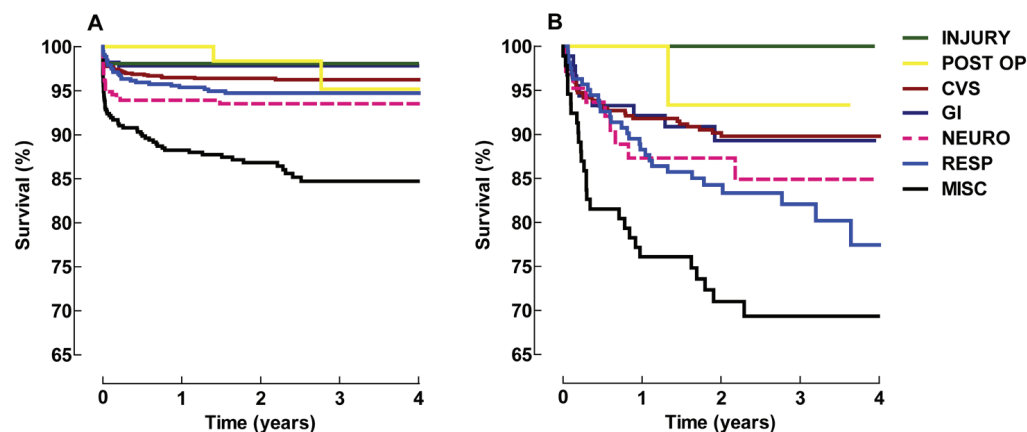 A
B
100
95
90
85
80
75
70
65
Survival (%)
0 1 2 3 4
Time (years)
100
95
90
85
80
75
70
65
Survival (%)
0 1 2 3 4
Time (years)
INJURY
POST OP
CVS
GI
NEURO
RESP
MISC